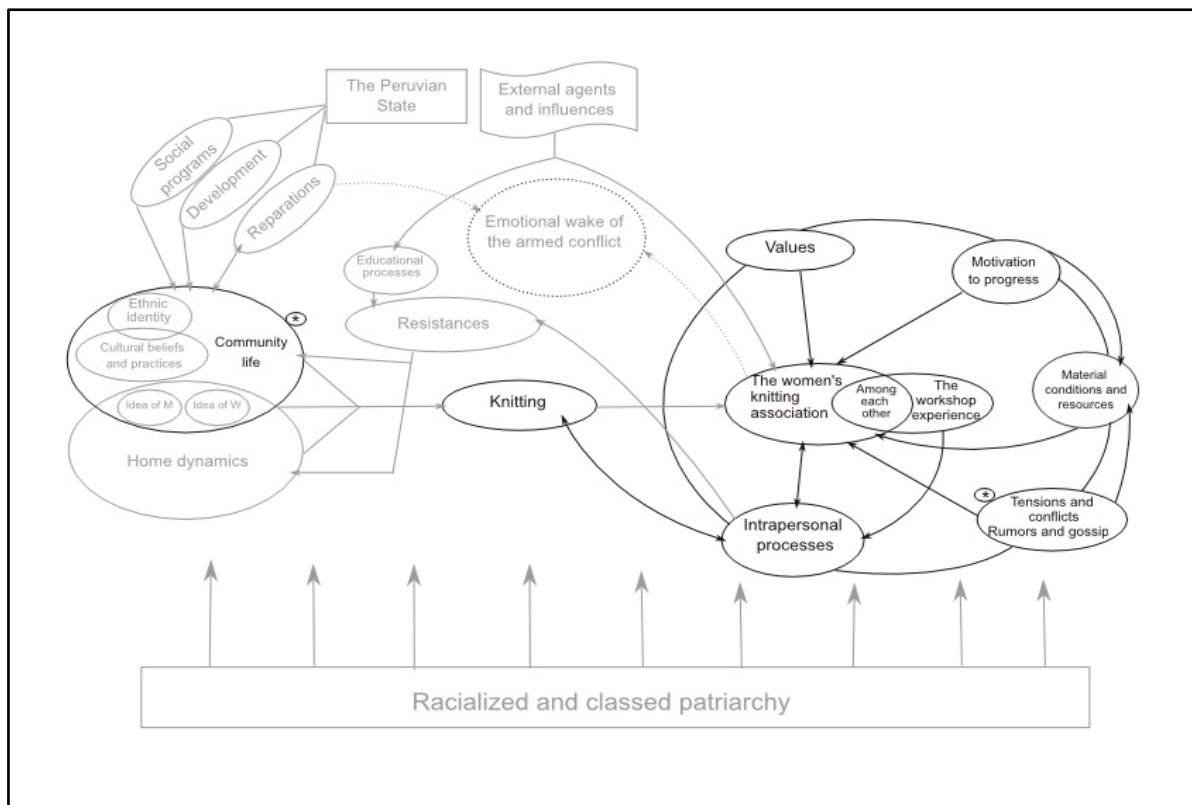 The Peruvian
State
External agents
and influences
Social
programs
Development
Reparations
Emotional wake
of the armed conflict
Educational
processes
Values
Motivation
to progress
Ethnic
identity
*
Resistances
Cultural beliefs
and practices
Community
life
Idea of M
Idea of W
Knitting
The women's
knitting
association
Among
each
other
The
workshop
experience
Material
conditions and
resources
Home dynamics
*
Tensions and
conflicts
Rumors and gossip
Intrapersonal
processes
Racialized and classed patriarchy